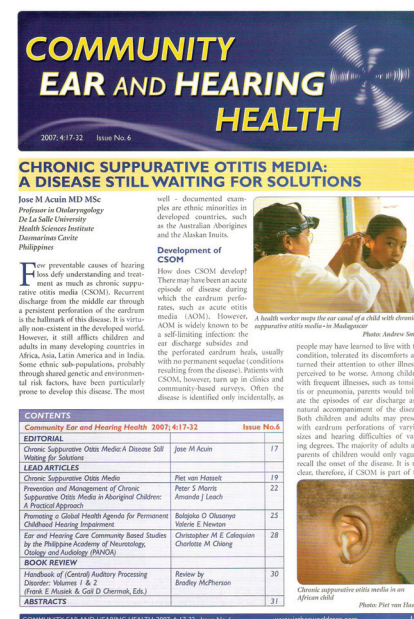 COMMUNITY
EAR AND HEARING
HEALTH
2007; 4:17-32 Issue No. 6
CHRONIC SUPPURATIVE OTITIS MEDIA:
A DISEASE STILL WAITING FOR SOLUTIONS
Jose M Acuin MD MSc
Professor in Otolaryngology
De La Salle University
Health Sciences Institute
Dasmarinas Cavite
Philippines
Few preventable causes of hearing
loss defy understanding and treat-
ment as much as chronic suppu-
rative otitis media (CSOM). Recurrent
discharge from the middle ear through
a persistent perforation of the eardrum
is the hallmark of this disease. It is virtu-
ally non-existent in the developed world.
However, it still afflicts children and
adults in many developing countries in
Africa, Asia, Latin America and in India.
Some ethnic sub-populations, probably
through shared genetic and environmen-
tal risk factors, have been particularly
prone to develop this disease. The most
well - documented exam-
ples are ethnic minorities in
developed countries, such
as the Australian Aborigines
and the Alaskan Inuits.
Development of
CSOM
How does CSOM develop?
There may have been an acute
episode of disease during
which the eardrum perfo-
rates, such as acute otitis
media (AOM). However,
AOM is widely known to be
a self-limiting infection: the
ear discharge subsides and
the perforated eardrum heals, usually
with no permanent sequelae (conditions
resulting from the disease). Patients with
CSOM, however, turn up in clinics and
community-based surveys. Often the
disease is identified only incidentally, as
A health worker mops the ear canal of a child with chronic
suppurative otitis media - in Madagascar
Photo: Andrew Sm
people may have learned to live with t
condition, tolerated its discomforts a
turned their attention to other illnes
perceived to be worse. Among childr
with frequent illnesses, such as tonsi
tis or pneumonia, parents would tol
ate the episodes of ear discharge as
natural accompaniment of the disea
Both children and adults may pres
with eardrum perforations of varyi
sizes and hearing difficulties of va
ing degrees. The majority of adults a
parents of children would only vagu
recall the onset of the disease. It is n
clear, therefore, if CSOM is part of
Chronic suppurative otitis media in an
African child
Photo: Piet van Has
CONTENTS
Community Ear and Hearing Health 2007; 4:17-32 Issue No.6
EDITORIAL
Chronic Suppurative Otitis Media: A Disease Still
Waiting for Solutions
Jose M Acuin 17
LEAD ARTICLES
Chronic Suppurative Otitis Media Piet van Hasselt 19
Prevention and Management of Chronic
Suppurative Otitis Media in Aboriginal Children:
A Practical Approach
Peter S Morris 22
Amanda J Leach
Promoting a Global Health Agenda for Permanent
Childhood Hearing Impairment
Bolajoko O Olusanya 25
Valerie E Newton
Ear and Hearing Care Community Based Studies
by the Philippine Academy of Neurotology,
Otology and Audiology (PANOA)
Christopher M E Calaquian 28
Charlotte M Chiong
BOOK REVIEW
Handbook of (Central) Auditory Processing
Disorder: Volumes 1 & 2
(Frank E Musiek & Gail D Chermak, Eds.)
Review by 30
Bradley McPherson
ABSTRACTS 31